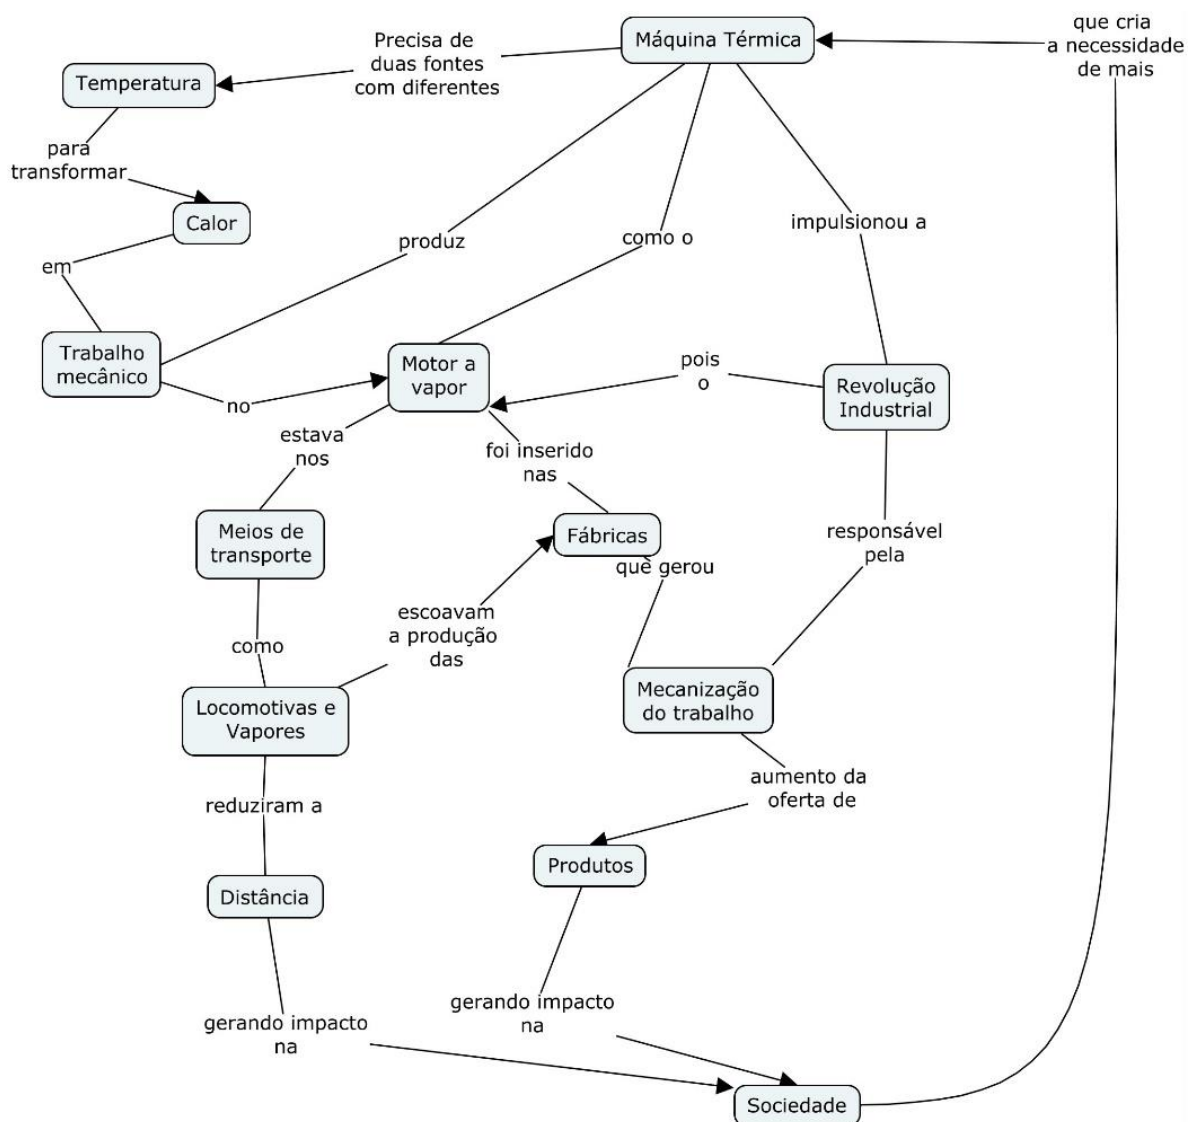 que cria
a necessidade
de mais
Máquina Térmica
Precisa de
duas fontes
com diferentes
Temperatura
para
transformar
Calor
impulsionou a
produz
como o
em
Trabalho
mecânico
Motor a
vapor
pois
o
Revolução
Industrial
no
estava
nos
foi inserido
nas
Meios de
transporte
Fábricas
responsável
pela
que gerou
escoavam
a produção
das
como
Locomotivas e
Vapores
Mecanização
do trabalho
aumento da
oferta de
reduziram a
Produtos
Distância
gerando impacto
na
gerando impacto
na
Sociedade